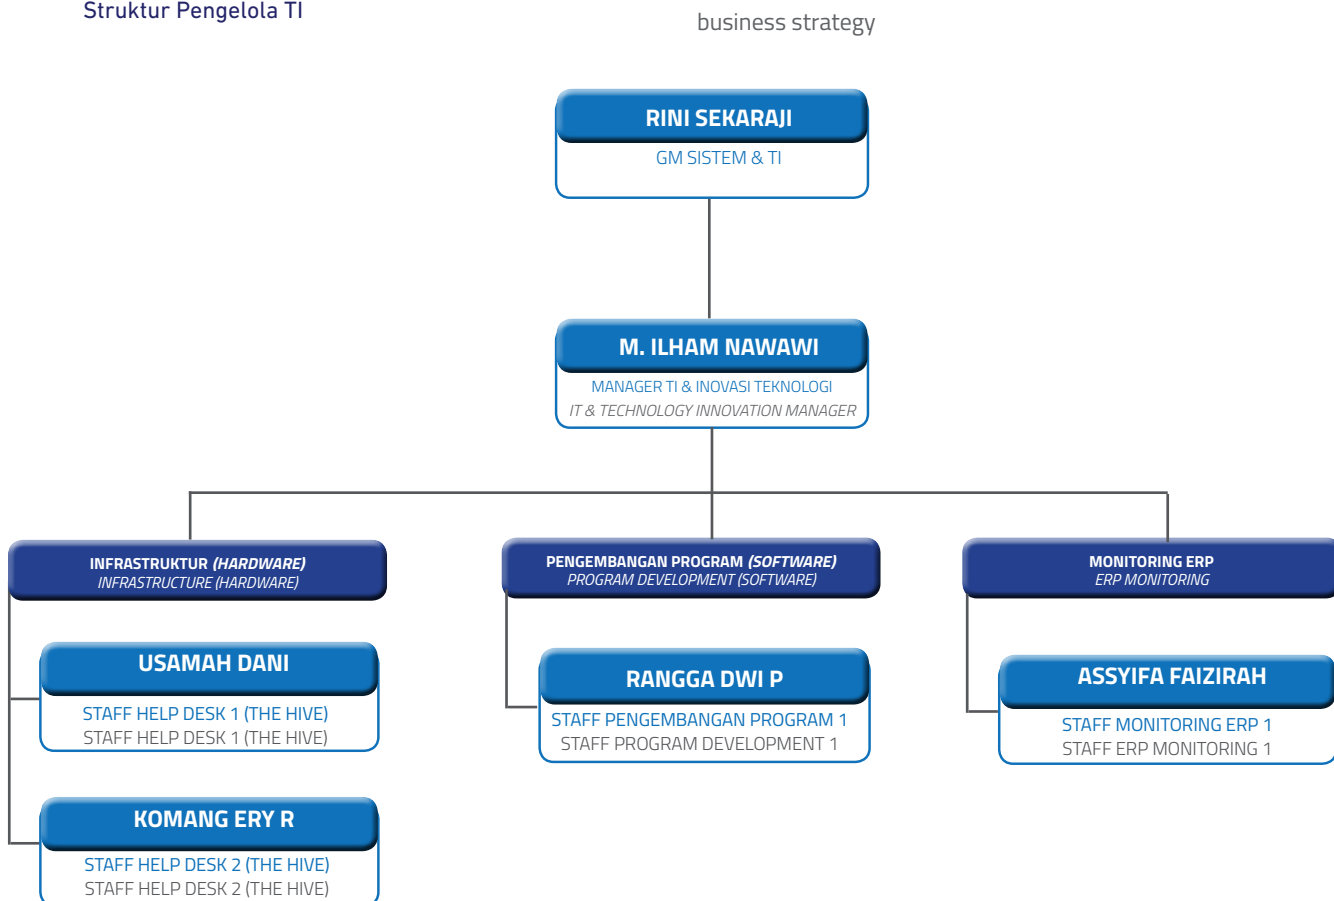 Struktur Pengelola TI
business strategy
RINI SEKARAJI
GM SISTEM & TI
M. ILHAM NAWAWI
MANAGER TI & INOVASI TEKNOLOGI
IT & TECHNOLOGY INNOVATION MANAGER
INFRASTRUKTUR (HARDWARE)
INFRASTRUCTURE (HARDWARE)
USAMAH DANI
STAFF HELP DESK 1 (THE HIVE)
STAFF HELP DESK 1 (THE HIVE)
KOMANG ERY R
STAFF HELP DESK 2 (THE HIVE)
STAFF HELP DESK 2 (THE HIVE)
PENGEMBANGAN PROGRAM (SOFTWARE)
PROGRAM DEVELOPMENT (SOFTWARE)
RANGGA DWI P
STAFF PENGEMBANGAN PROGRAM 1
STAFF PROGRAM DEVELOPMENT 1
MONITORING ERP
ERP MONITORING
ASSYIFA FAIZIRAH
STAFF MONITORING ERP 1
STAFF ERP MONITORING 1